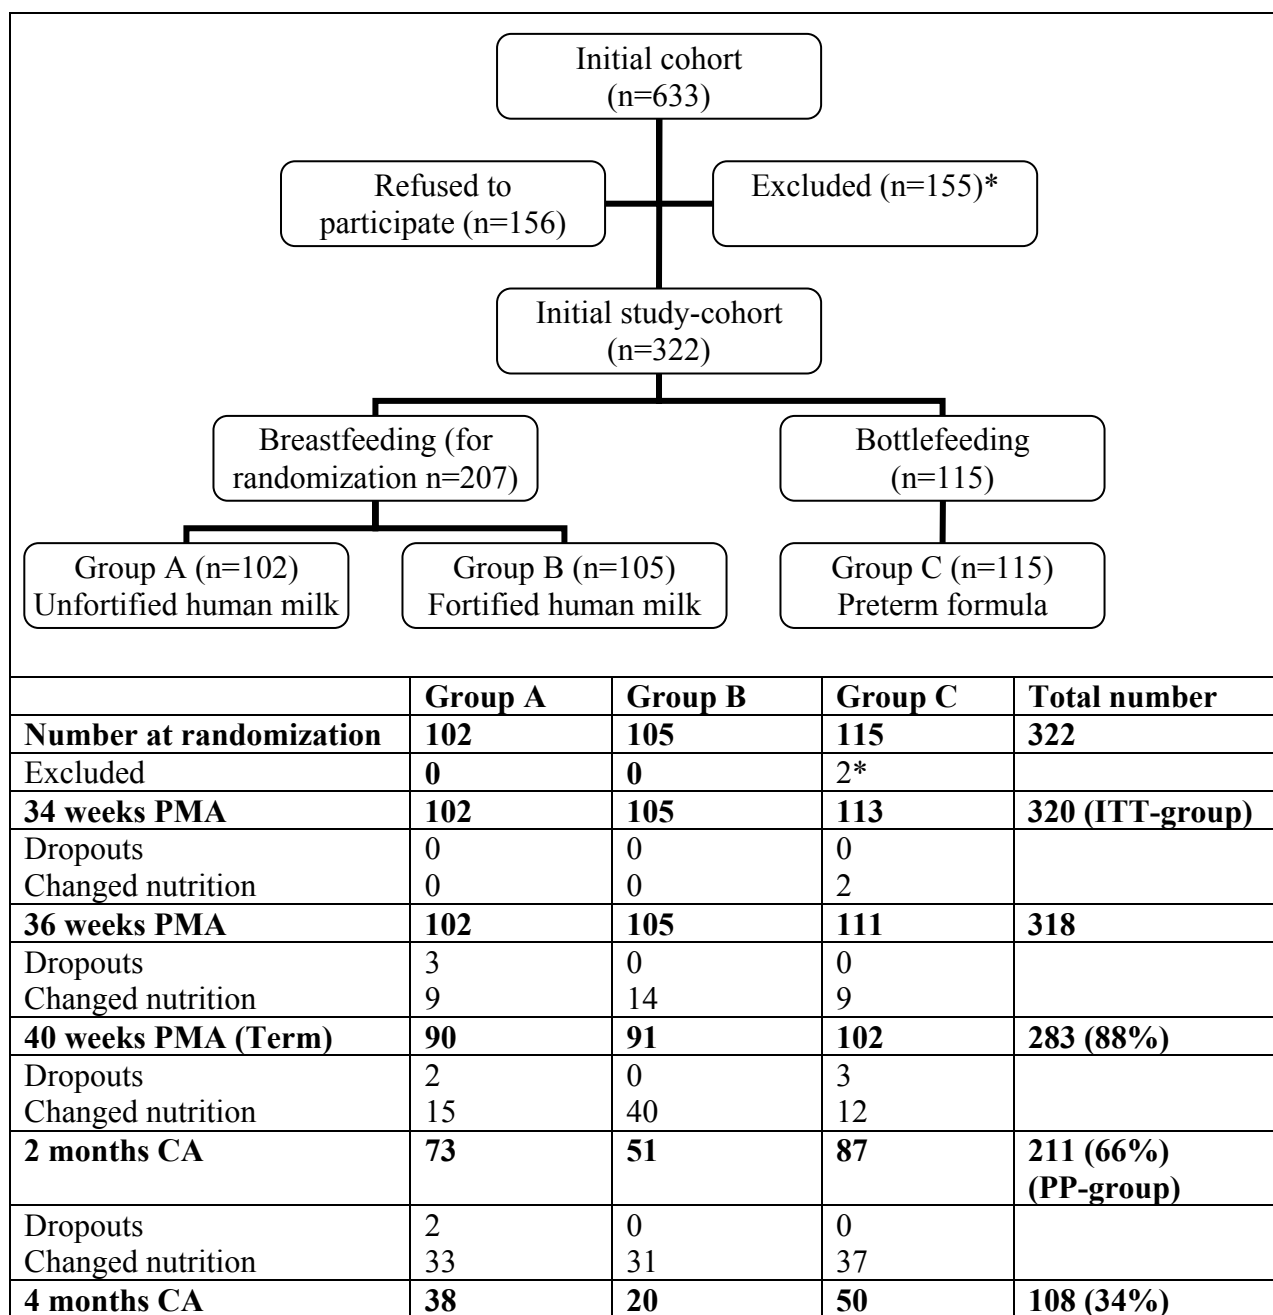 Initial cohort
(n=633)
Refused to
participate (n=156)
Excluded (n=155)*
Initial study-cohort
(n=322)
Breastfeeding (for
randomization n=207)
Bottlefeeding
(n=115)
Group A (n=102)
Unfortified human milk
Group B (n=105)
Fortified human milk
Group C (n=115)
Preterm formula
Group A Group B Group C Total number
Number at randomization 102 105 115 322
Excluded 0 0 2*
34 weeks PMA 102 105 113 320 (ITT-group)
Dropouts 0 0 0
Changed nutrition 0 0 2
36 weeks PMA 102 105 111 318
Dropouts 3 0 0
Changed nutrition 9 14 9
40 weeks PMA (Term) 90 91 102 283 (88%)
Dropouts 2 0 3
Changed nutrition 15 40 12
2 months CA 73 51 87 211 (66%)
(PP-group)
Dropouts 2 0 0
Changed nutrition 33 31 37
4 months CA 38 20 50 108 (34%)